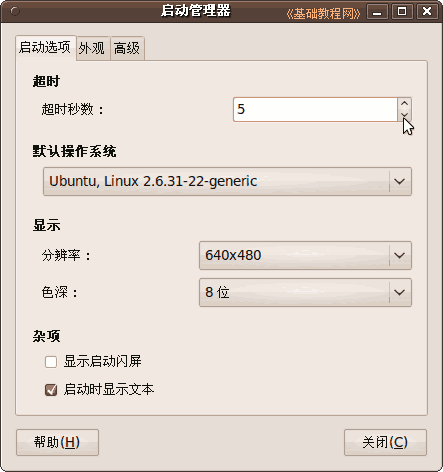 启动管理器
《基础教程网》
启动选项 外观 高级
超时
超时秒数： 5
默认操作系统
Ubuntu, Linux 2.6.31-22-generic
显示
分辨率： 640x480
色深： 8 位
杂项
显示启动闪屏
启动时显示文本
帮助(H) 关闭(C)